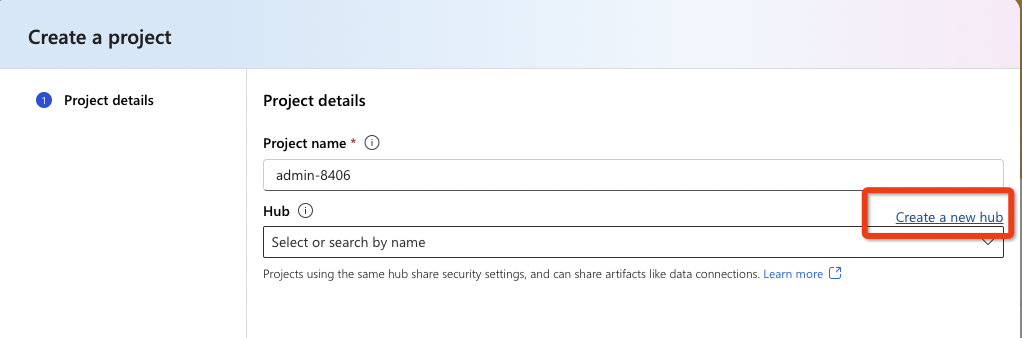 Create a project
1 Project details
Project details
Project name *
admin-8406
Hub
Create a new hub
Select or search by name
Projects using the same hub share security settings, and can share artifacts like data connections. Learn more